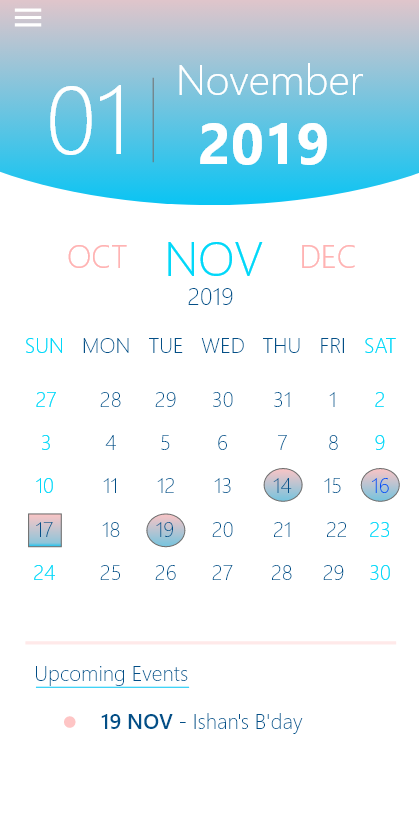 01 November
2019
OCT NOV DEC
2019
SUN MON TUE WED THU FRI SAT
27 28 29 30 31 1 2
3 4 5 6 7 8 9
10 11 12 13 14 15 16
17 18 19 20 21 22 23
24 25 26 27 28 29 30
Upcoming Events
19 NOV - Ishan's B'day